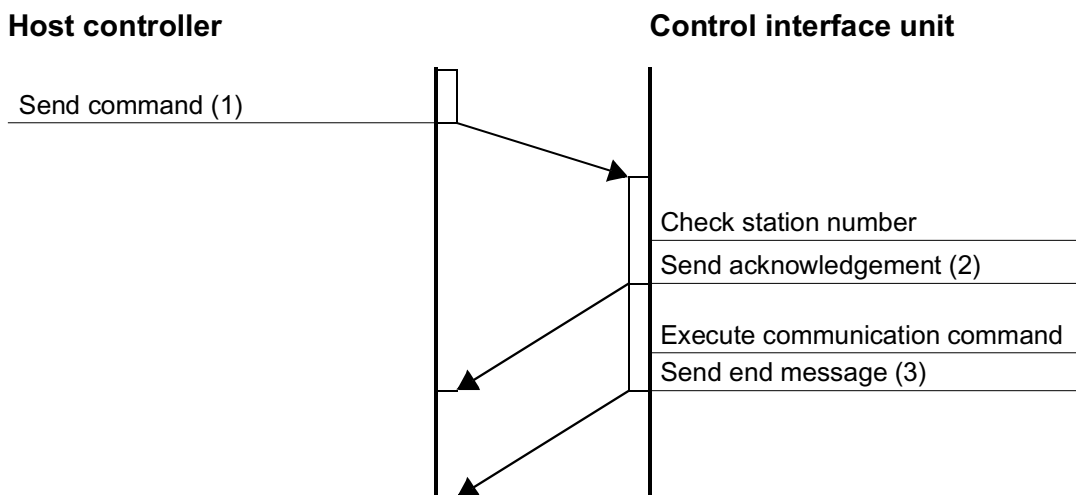 Host controller
Control interface unit
Send command (1)
Check station number
Send acknowledgement (2)
Execute communication command
Send end message (3)